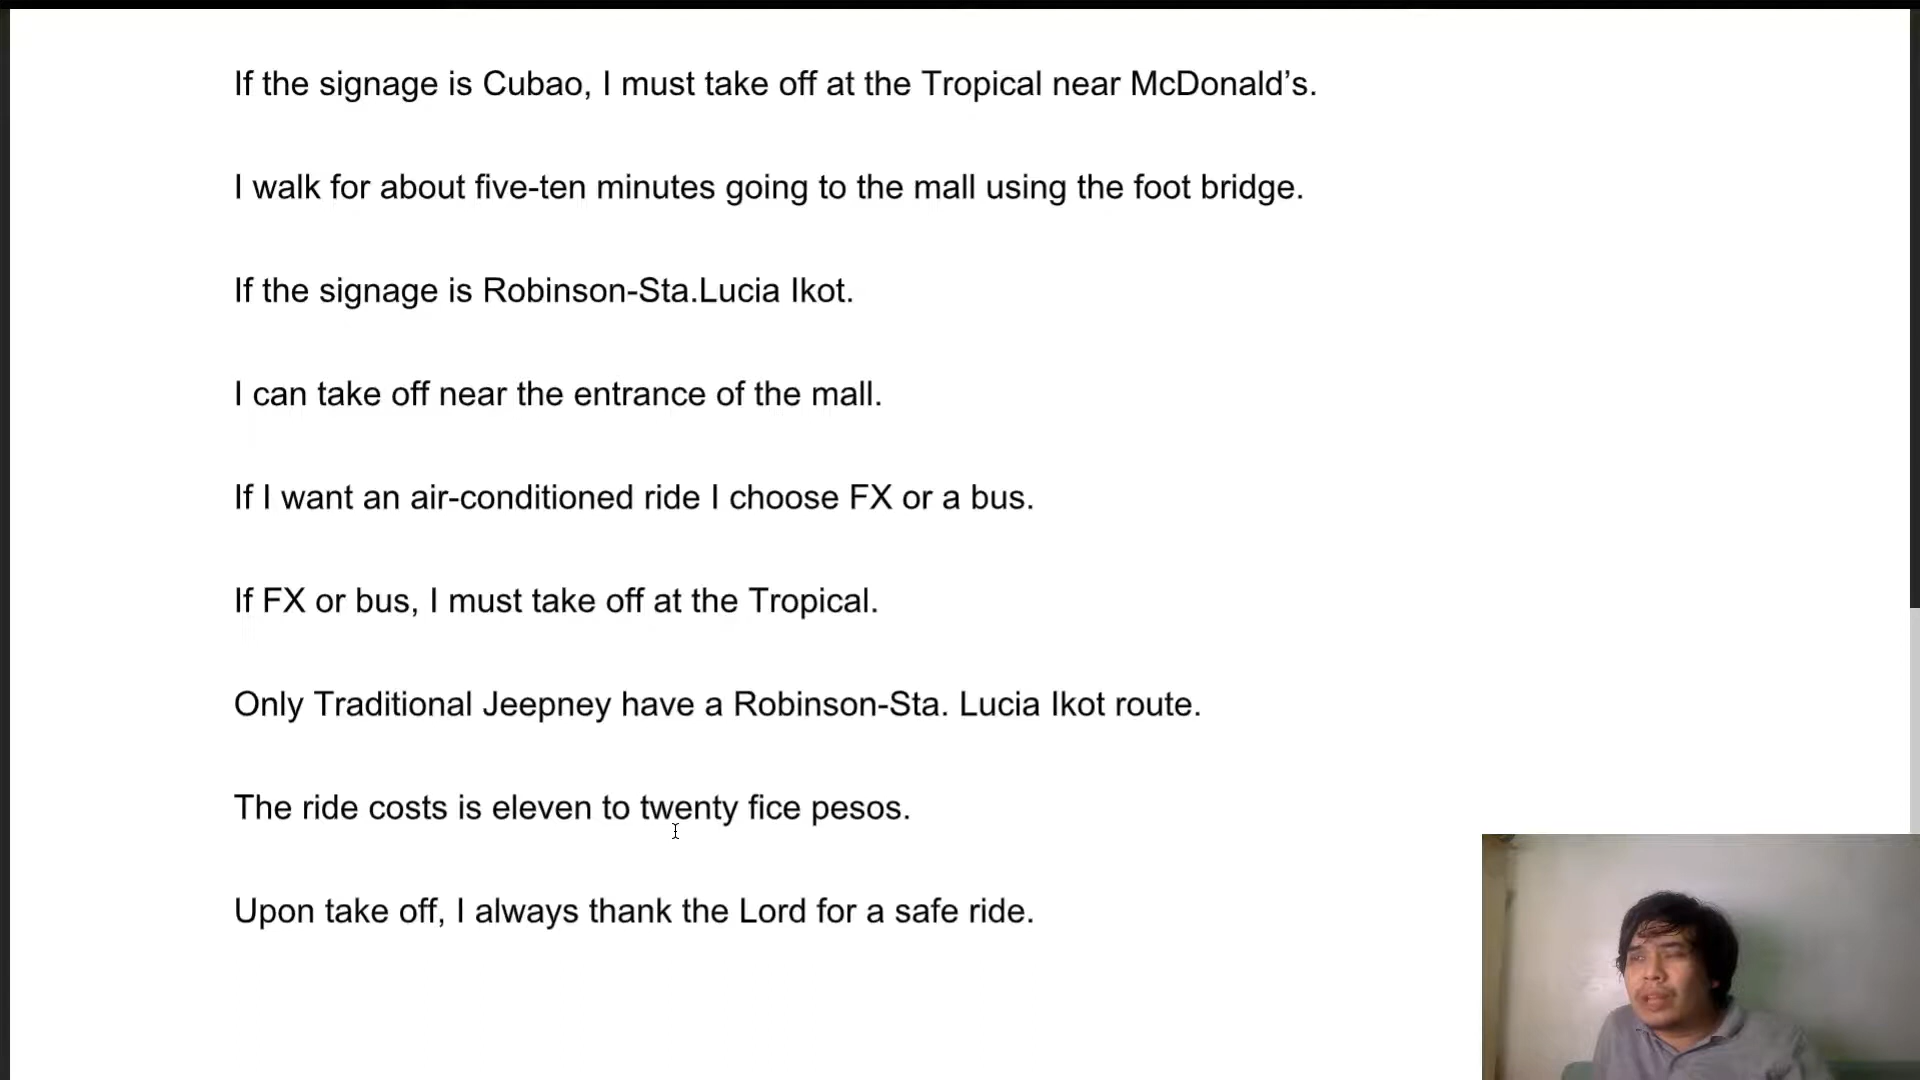 If the signage is Cubao, I must take off at the Tropical near McDonald’s.
I walk for about five-ten minutes going to the mall using the foot bridge.
If the signage is Robinson-Sta.Lucia Ikot.
I can take off near the entrance of the mall.
If I want an air-conditioned ride I choose FX or a bus.
If FX or bus, I must take off at the Tropical.
Only Traditional Jeepney have a Robinson-Sta. Lucia Ikot route.
The ride costs is eleven to twenty fice pesos.
Upon take off, I always thank the Lord for a safe ride.